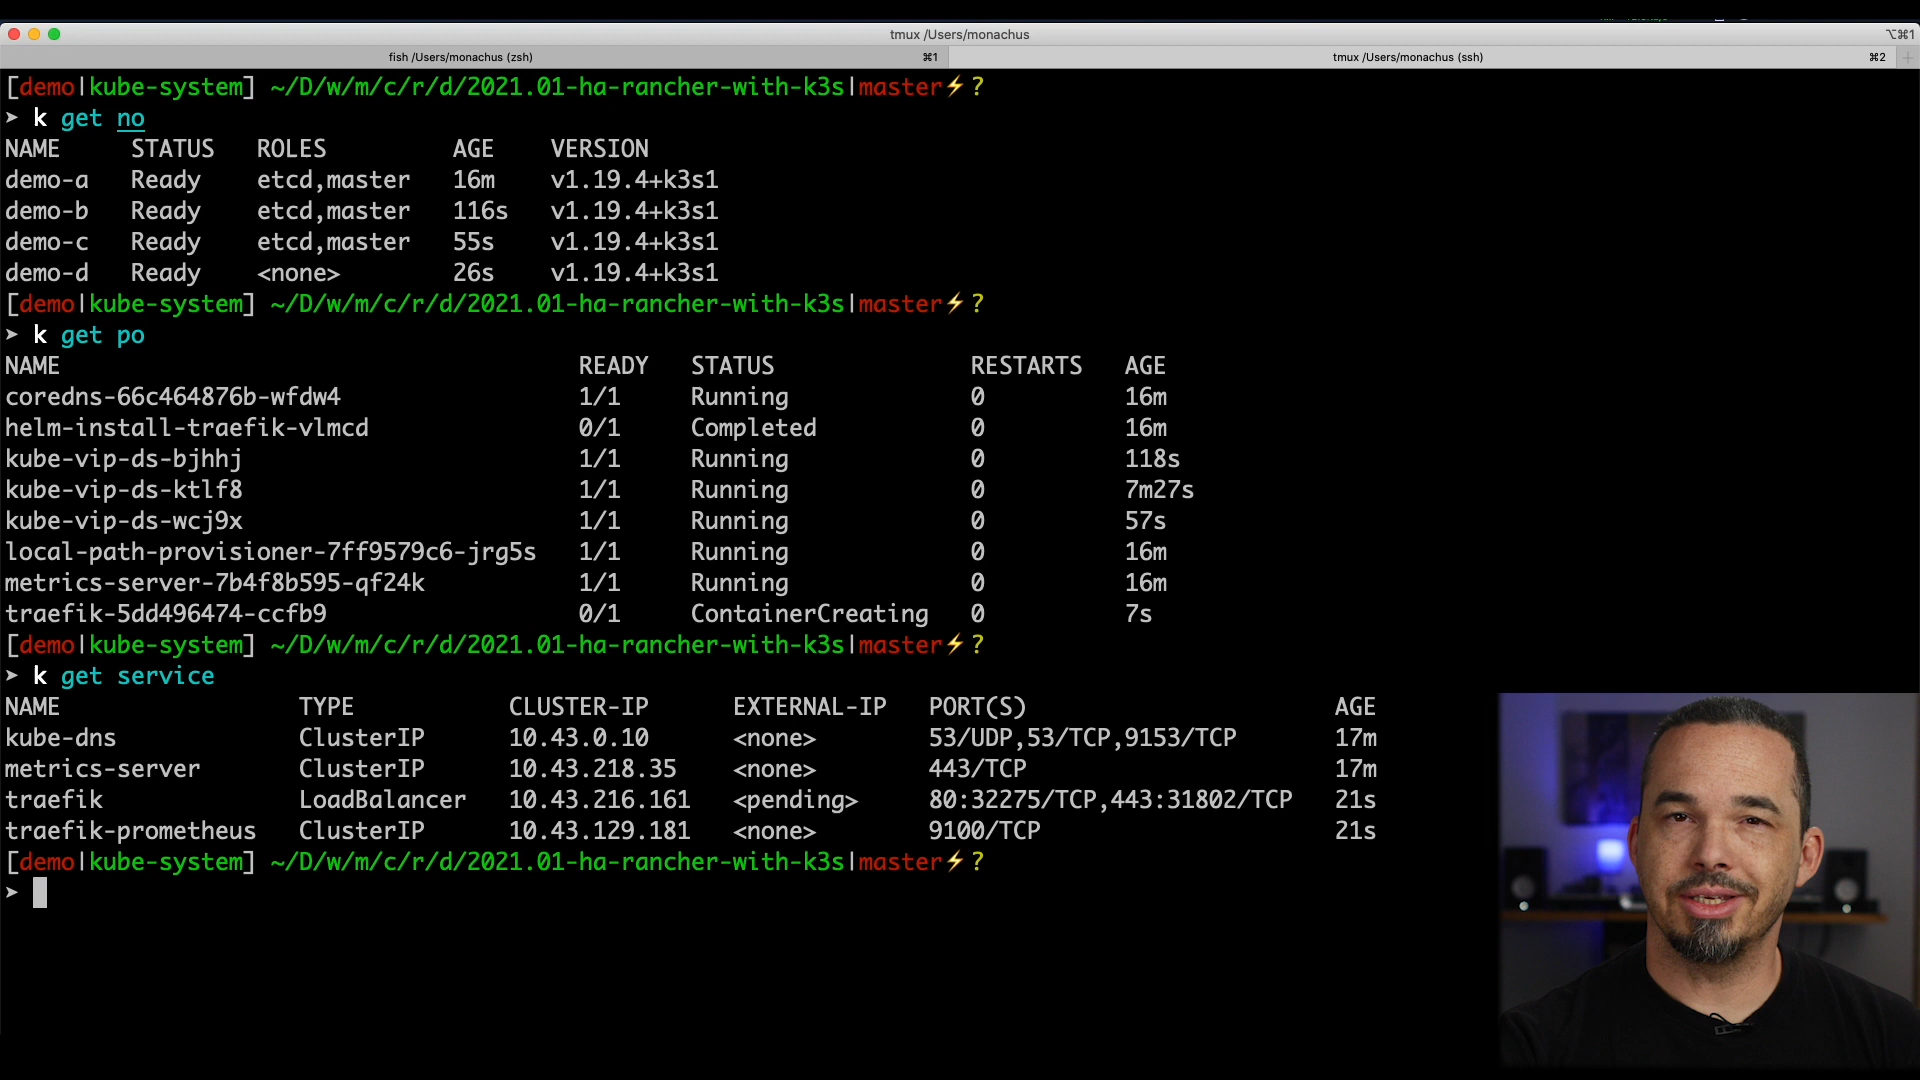 tmux /Users/monachus
⌥⌘1
fish /Users/monachus (zsh) ⌘1 tmux /Users/monachus (ssh) ⌘2 +
[demo|kube-system] ~/D/w/m/c/r/d/2021.01-ha-rancher-with-k3s|master⚡?
➤ k get no
NAME STATUS ROLES AGE VERSION
demo-a Ready etcd,master 16m v1.19.4+k3s1
demo-b Ready etcd,master 116s v1.19.4+k3s1
demo-c Ready etcd,master 55s v1.19.4+k3s1
demo-d Ready <none> 26s v1.19.4+k3s1
[demo|kube-system] ~/D/w/m/c/r/d/2021.01-ha-rancher-with-k3s|master⚡?
➤ k get po
NAME READY STATUS RESTARTS AGE
coredns-66c464876b-wfdw4 1/1 Running 0 16m
helm-install-traefik-vlmcd 0/1 Completed 0 16m
kube-vip-ds-bjhhj 1/1 Running 0 118s
kube-vip-ds-ktlf8 1/1 Running 0 7m27s
kube-vip-ds-wcj9x 1/1 Running 0 57s
local-path-provisioner-7ff9579c6-jrg5s 1/1 Running 0 16m
metrics-server-7b4f8b595-qf24k 1/1 Running 0 16m
traefik-5dd496474-ccfb9 0/1 ContainerCreating 0 7s
[demo|kube-system] ~/D/w/m/c/r/d/2021.01-ha-rancher-with-k3s|master⚡?
➤ k get service
NAME TYPE CLUSTER-IP EXTERNAL-IP PORT(S) AGE
kube-dns ClusterIP 10.43.0.10 <none> 53/UDP,53/TCP,9153/TCP 17m
metrics-server ClusterIP 10.43.218.35 <none> 443/TCP 17m
traefik LoadBalancer 10.43.216.161 <pending> 80:32275/TCP,443:31802/TCP 21s
traefik-prometheus ClusterIP 10.43.129.181 <none> 9100/TCP 21s
[demo|kube-system] ~/D/w/m/c/r/d/2021.01-ha-rancher-with-k3s|master⚡?
➤